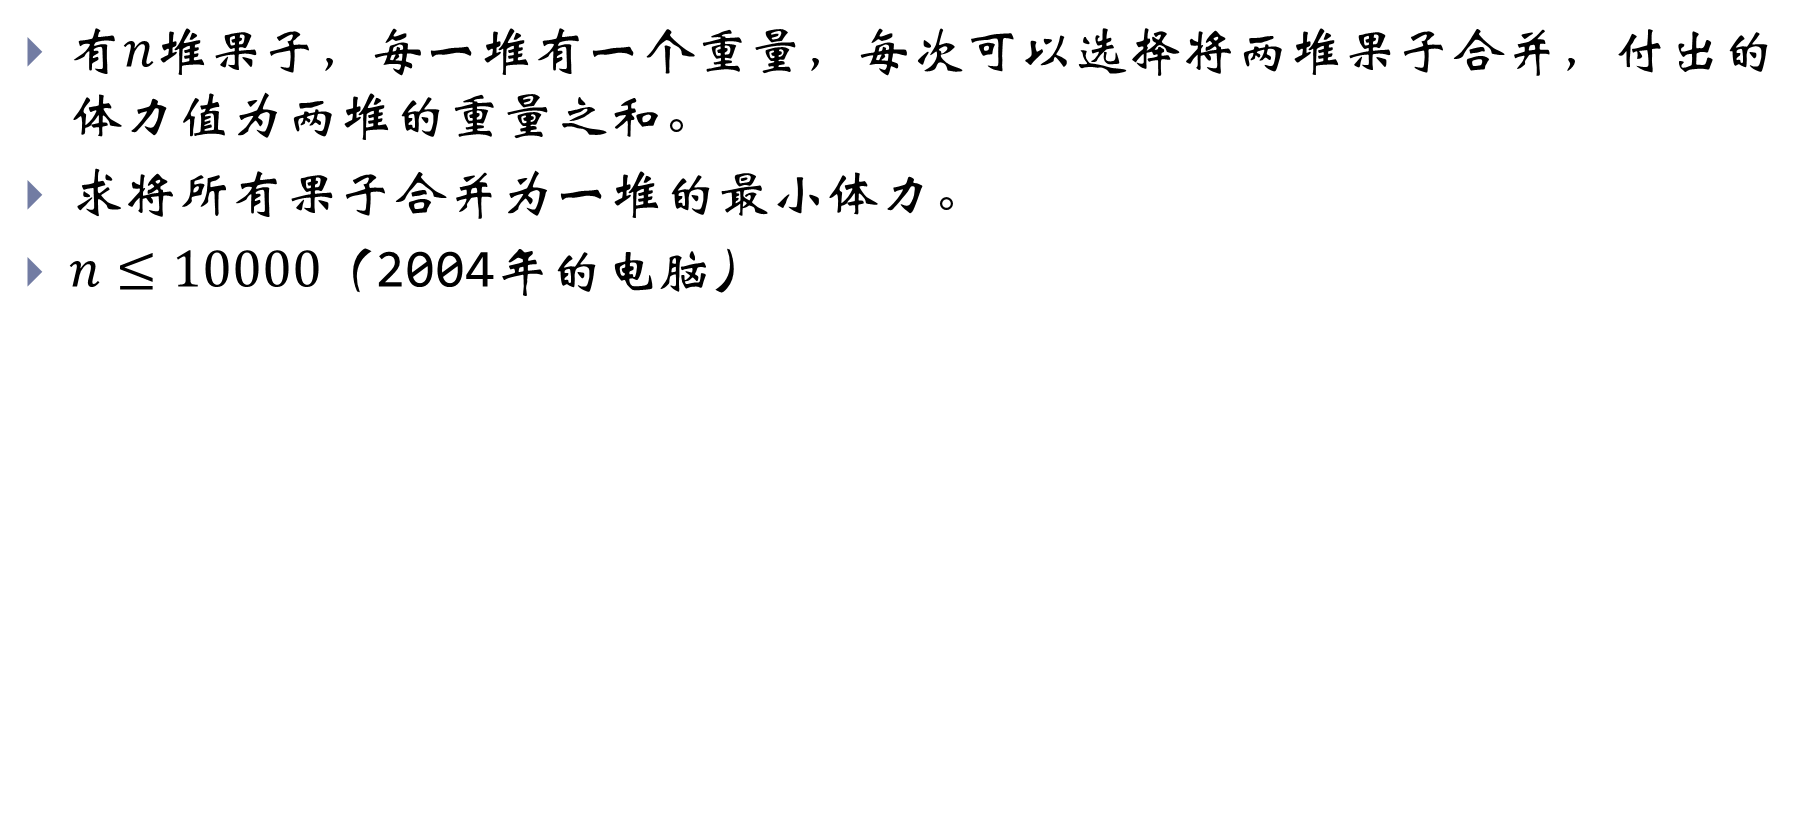 有n堆果子，每一堆有一个重量，每次可以选择将两堆果子合并，付出的
体力值为两堆的重量之和。
求将所有果子合并为一堆的最小体力。
n ≤ 10000（2004年的电脑）